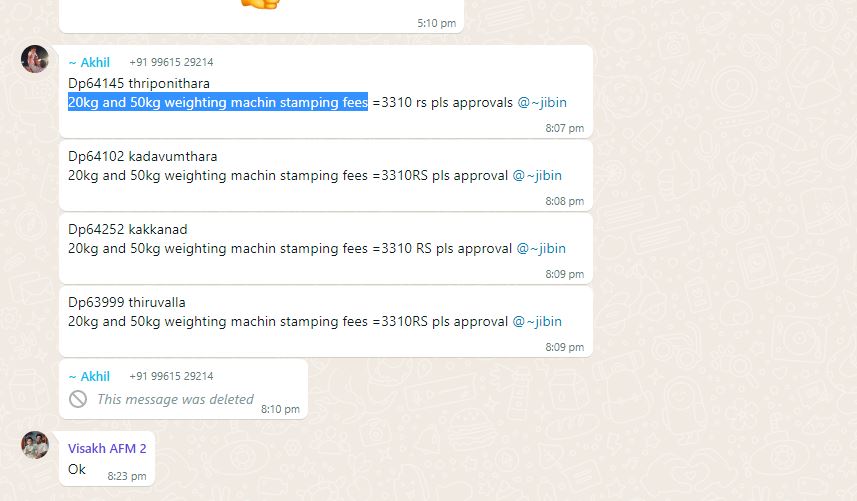 5:10 pm
~ Akhil +91 99615 29214
Dp64145 thriponithara
20kg and 50kg weighting machin stamping fees =3310 rs pls approvals @~jibin
8:07 pm
Dp64102 kadavumthara
20kg and 50kg weighting machin stamping fees =3310RS pls approval @~jibin
8:08 pm
Dp64252 kakkanad
20kg and 50kg weighting machin stamping fees =3310 RS pls approval @~jibin
8:09 pm
Dp63999 thiruvalla
20kg and 50kg weighting machin stamping fees =3310RS pls approval @~jibin
8:09 pm
~ Akhil +91 99615 29214
This message was deleted 8:10 pm
Visakh AFM 2
Ok 8:23 pm